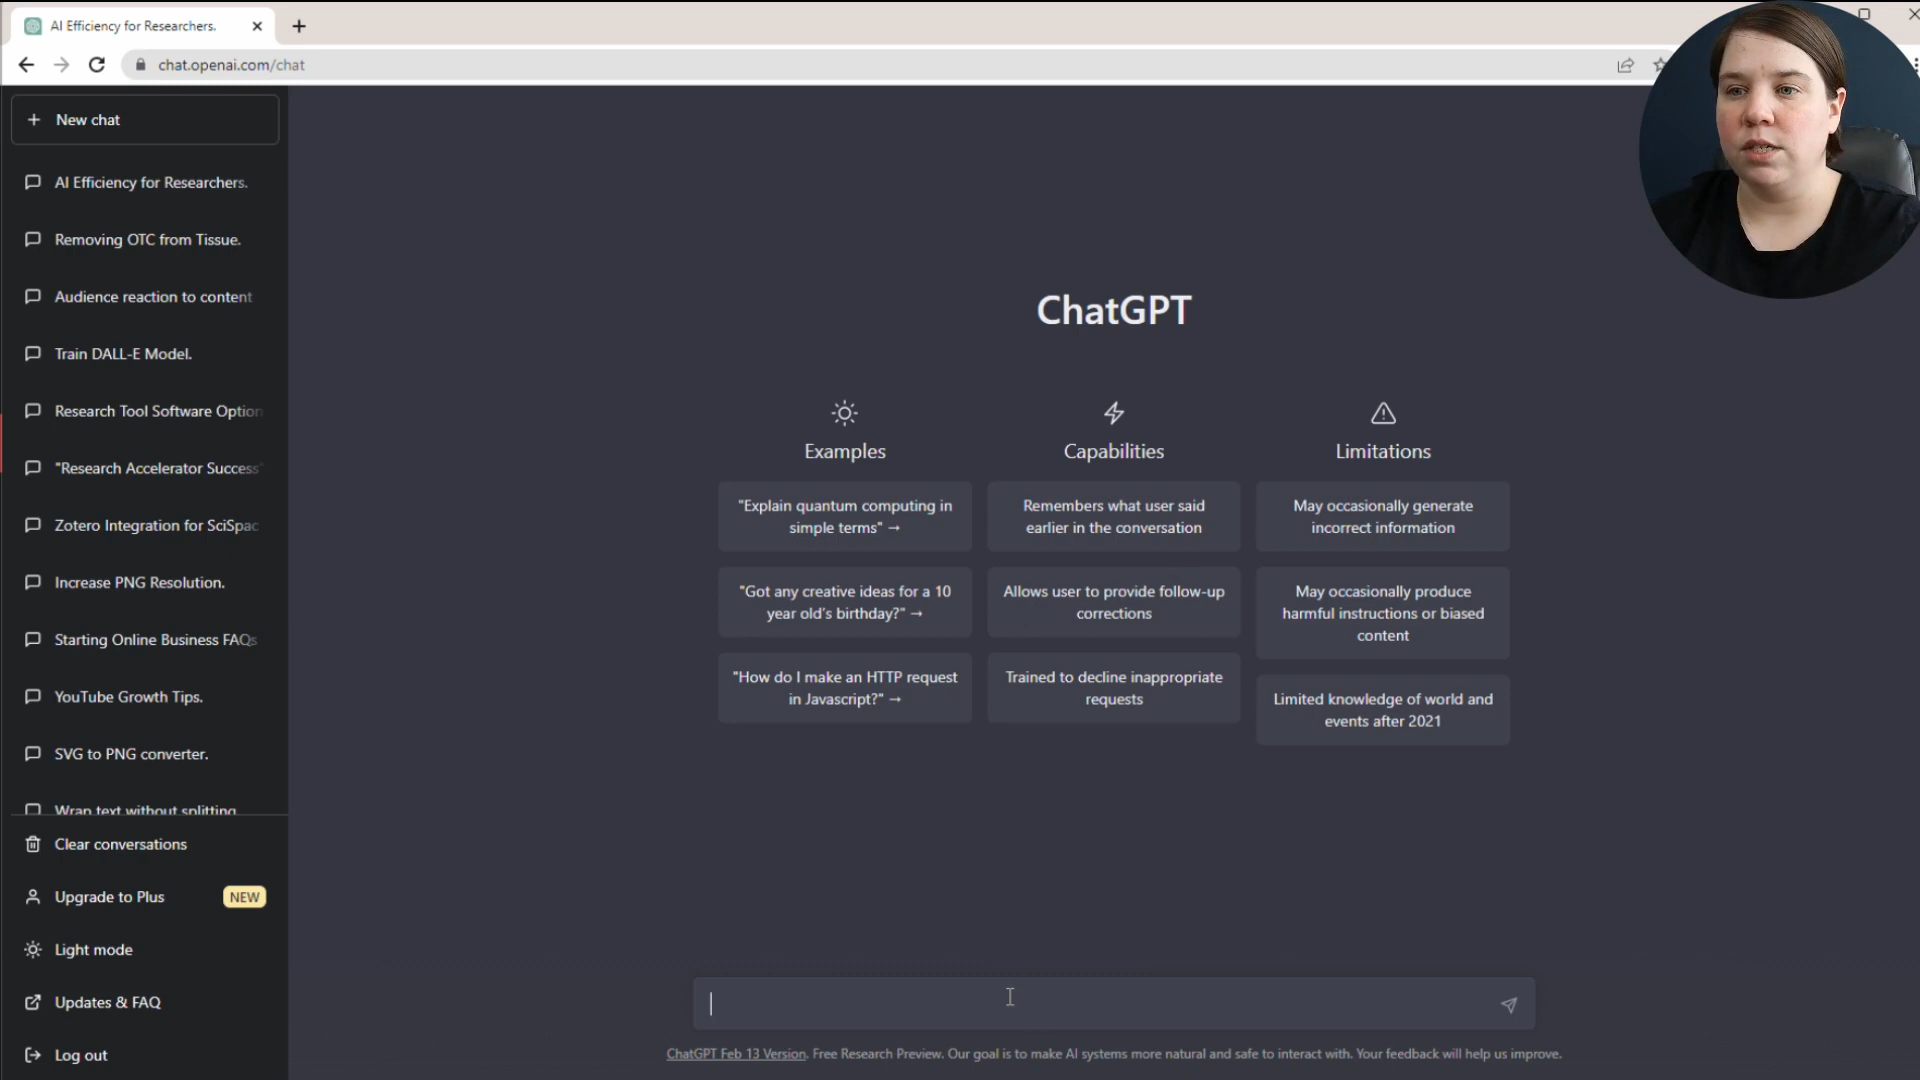 AI Efficiency for Researchers.
chat.openai.com/chat
New chat
AI Efficiency for Researchers.
Removing OTC from Tissue.
Audience reaction to content
Train DALL-E Model.
Research Tool Software Option
"Research Accelerator Success"
Zotero Integration for SciSpac
Increase PNG Resolution.
Starting Online Business FAQs
YouTube Growth Tips.
SVG to PNG converter.
Wrap text without splitting
Clear conversations
Upgrade to Plus
NEW
Light mode
Updates & FAQ
Log out
ChatGPT
Examples
"Explain quantum computing in
simple terms" →
"Got any creative ideas for a 10
year old's birthday?" →
"How do I make an HTTP request
in Javascript?" →
Capabilities
Remembers what user said
earlier in the conversation
Allows user to provide follow-up
corrections
Trained to decline inappropriate
requests
Limitations
May occasionally generate
incorrect information
May occasionally produce
harmful instructions or biased
content
Limited knowledge of world and
events after 2021
ChatGPT Feb 13 Version. Free Research Preview. Our goal is to make AI systems more natural and safe to interact with. Your feedback will help us improve.